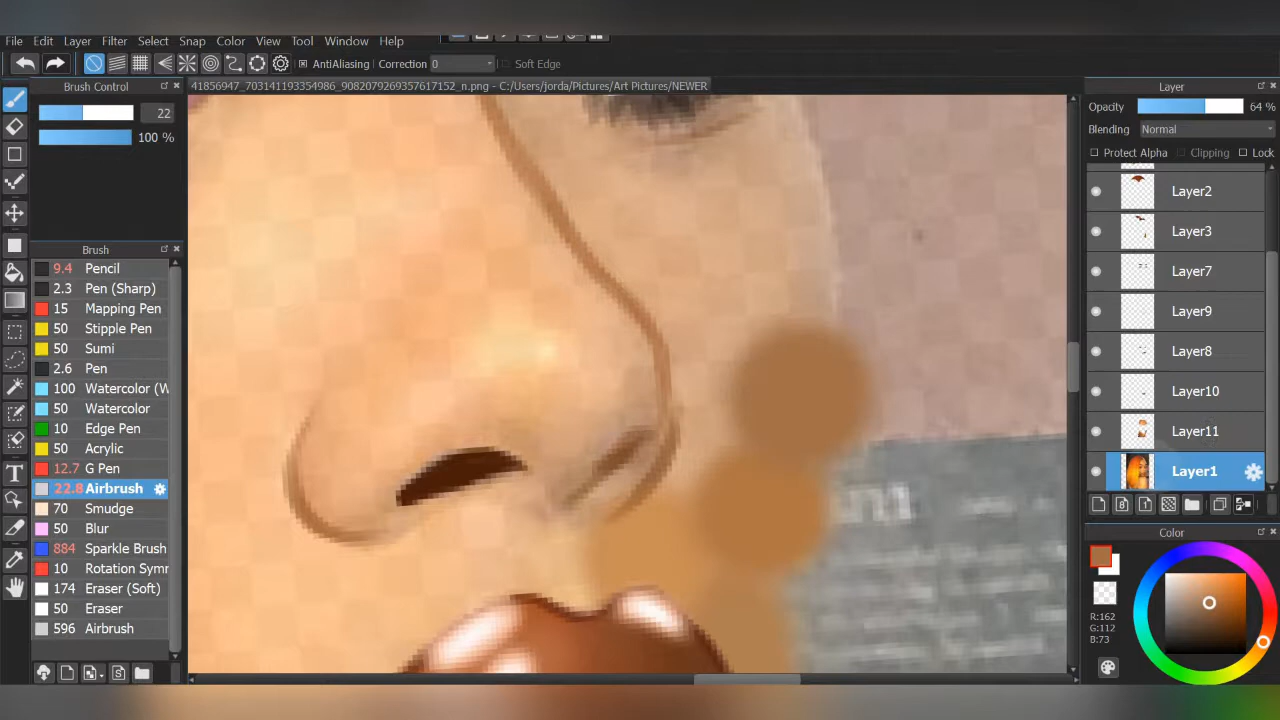 File Edit Layer Filter Select Snap Color View Tool Window Help
AntiAliasing Correction 0 Soft Edge
Brush Control
22
100 %
41856947_703141193354986_9082079269357617152_n.png - C:/Users/jorda/Pictures/Art Pictures/NEWER
Brush
9.4 Pencil
2.3 Pen (Sharp)
15 Mapping Pen
50 Stipple Pen
50 Sumi
2.6 Pen
100 Watercolor (W
50 Watercolor
10 Edge Pen
50 Acrylic
12.7 G Pen
22.8 Airbrush
70 Smudge
50 Blur
884 Sparkle Brush
10 Rotation Symr
174 Eraser (Soft)
50 Eraser
596 Airbrush
Layer
Opacity 64 %
Blending Normal
Protect Alpha Clipping Lock
Layer2
Layer3
Layer7
Layer9
Layer8
Layer10
Layer11
Layer1
Color
R:162
G:112
B:73